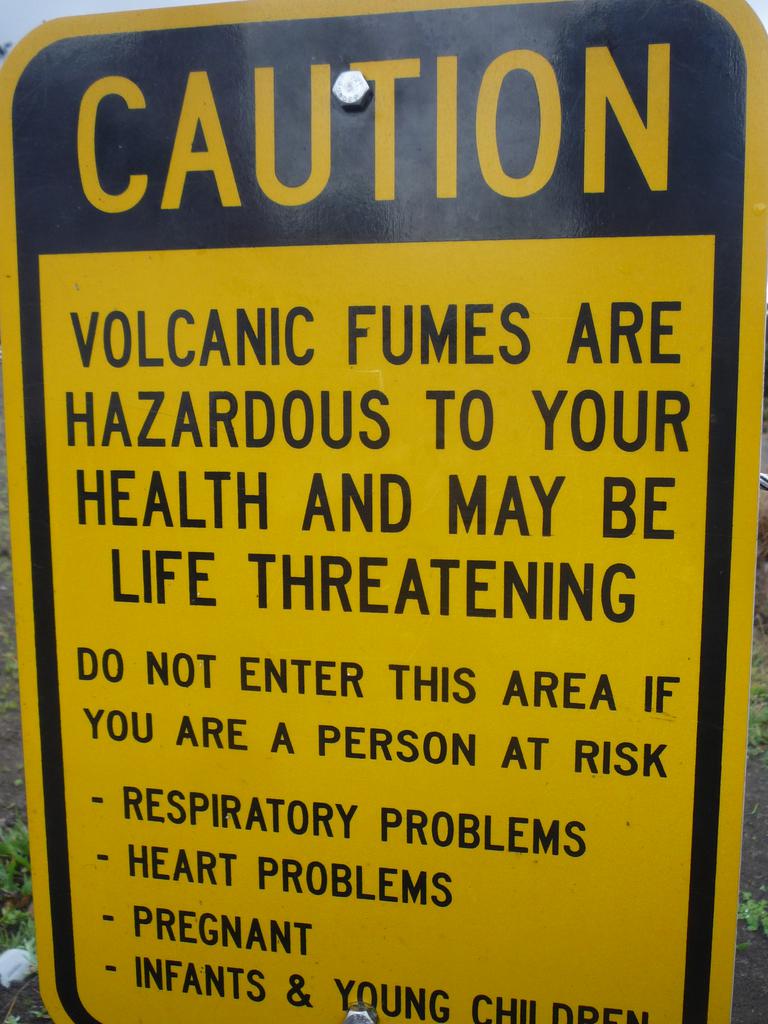 CAUTION
VOLCANIC FUMES ARE
HAZARDOUS TO YOUR
HEALTH AND MAY BE
LIFE THREATENING
DO NOT ENTER THIS AREA IF
YOU ARE A PERSON AT RISK
- RESPIRATORY PROBLEMS
- HEART PROBLEMS
- PREGNANT
- INFANTS & YOUNG CHILDREN